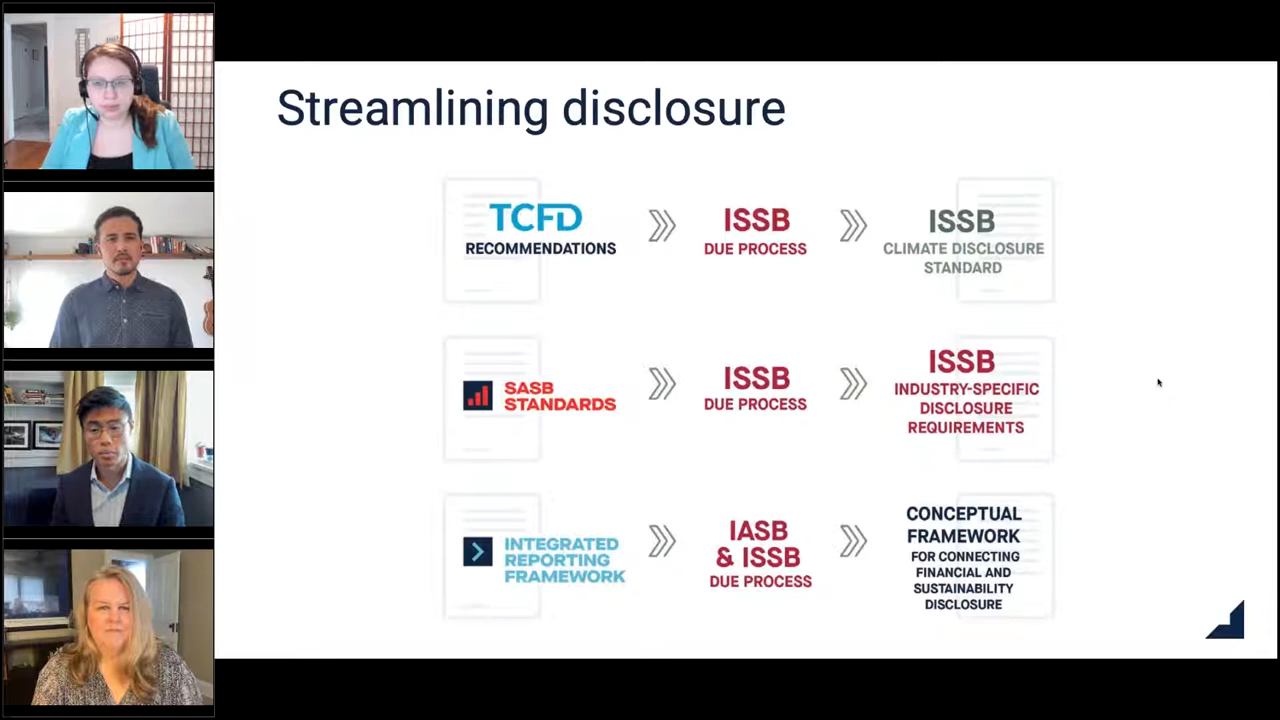 Streamlining disclosure
TCFD
RECOMMENDATIONS
ISSB
DUE PROCESS
ISSB
CLIMATE DISCLOSURE
STANDARD
SASB
STANDARDS
ISSB
DUE PROCESS
ISSB
INDUSTRY-SPECIFIC
DISCLOSURE
REQUIREMENTS
INTEGRATED
REPORTING
FRAMEWORK
IASB
& ISSB
DUE PROCESS
CONCEPTUAL
FRAMEWORK
FOR CONNECTING
FINANCIAL AND
SUSTAINABILITY
DISCLOSURE